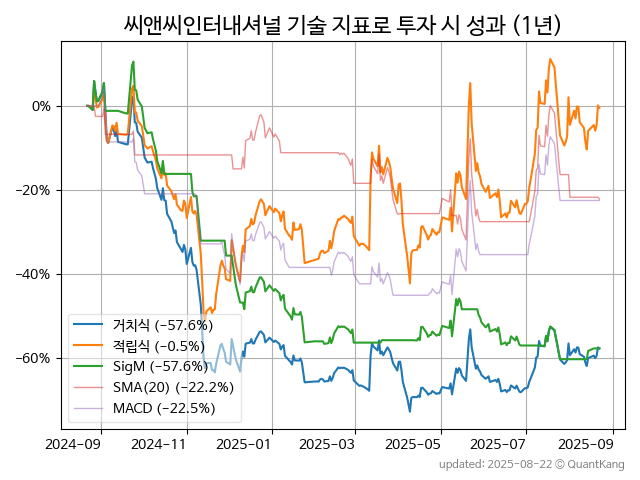 씨앤씨인터내셔널 기술 지표로 투자 시 성과 (1년)
0%
−20%
−40%
−60%
거치식 (−57.6%)
적립식 (−0.5%)
SigM (−57.6%)
SMA(20) (−22.2%)
MACD (−22.5%)
2024-09 2024-11 2025-01 2025-03 2025-05 2025-07 2025-09
updated: 2025-08-22 © QuantKang